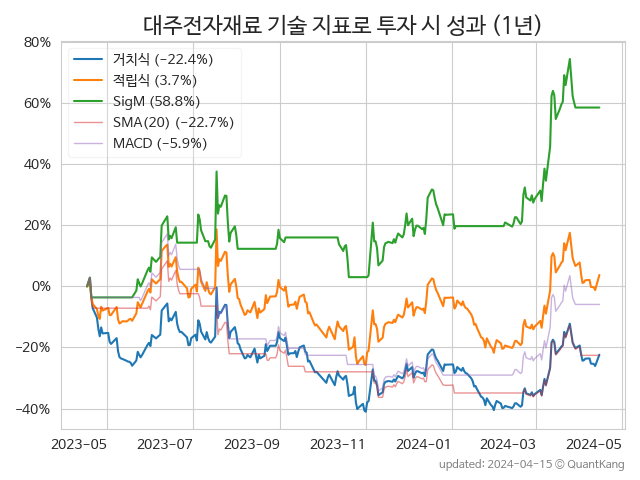 대주전자재료 기술 지표로 투자 시 성과 (1년)
80%
60%
40%
20%
0%
−20%
−40%
거치식 (−22.4%)
적립식 (3.7%)
SigM (58.8%)
SMA(20) (−22.7%)
MACD (−5.9%)
2023-05 2023-07 2023-09 2023-11 2024-01 2024-03 2024-05
updated: 2024-04-15 © QuantKang